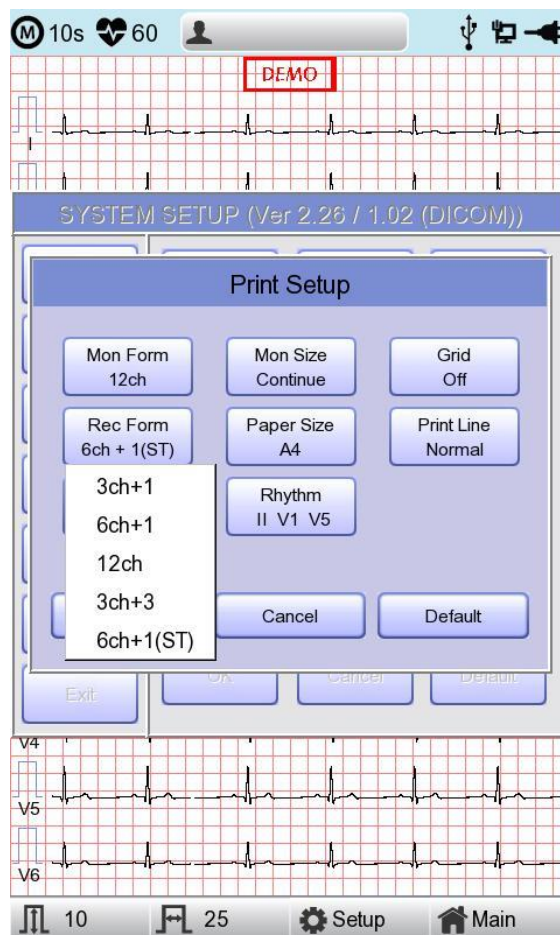 M 10s 60
DEMO
I
SYSTEM SETUP (Ver 2.26 / 1.02 (DICOM))
Print Setup
Mon Form
12ch
Mon Size
Continue
Grid
Off
Rec Form
6ch + 1(ST)
Paper Size
A4
Print Line
Normal
3ch+1
6ch+1
12ch
3ch+3
6ch+1(ST)
Rhythm
II V1 V5
Cancel
Default
Exit
OK
Cancel
Default
V4
V5
V6
10
25
Setup
Main